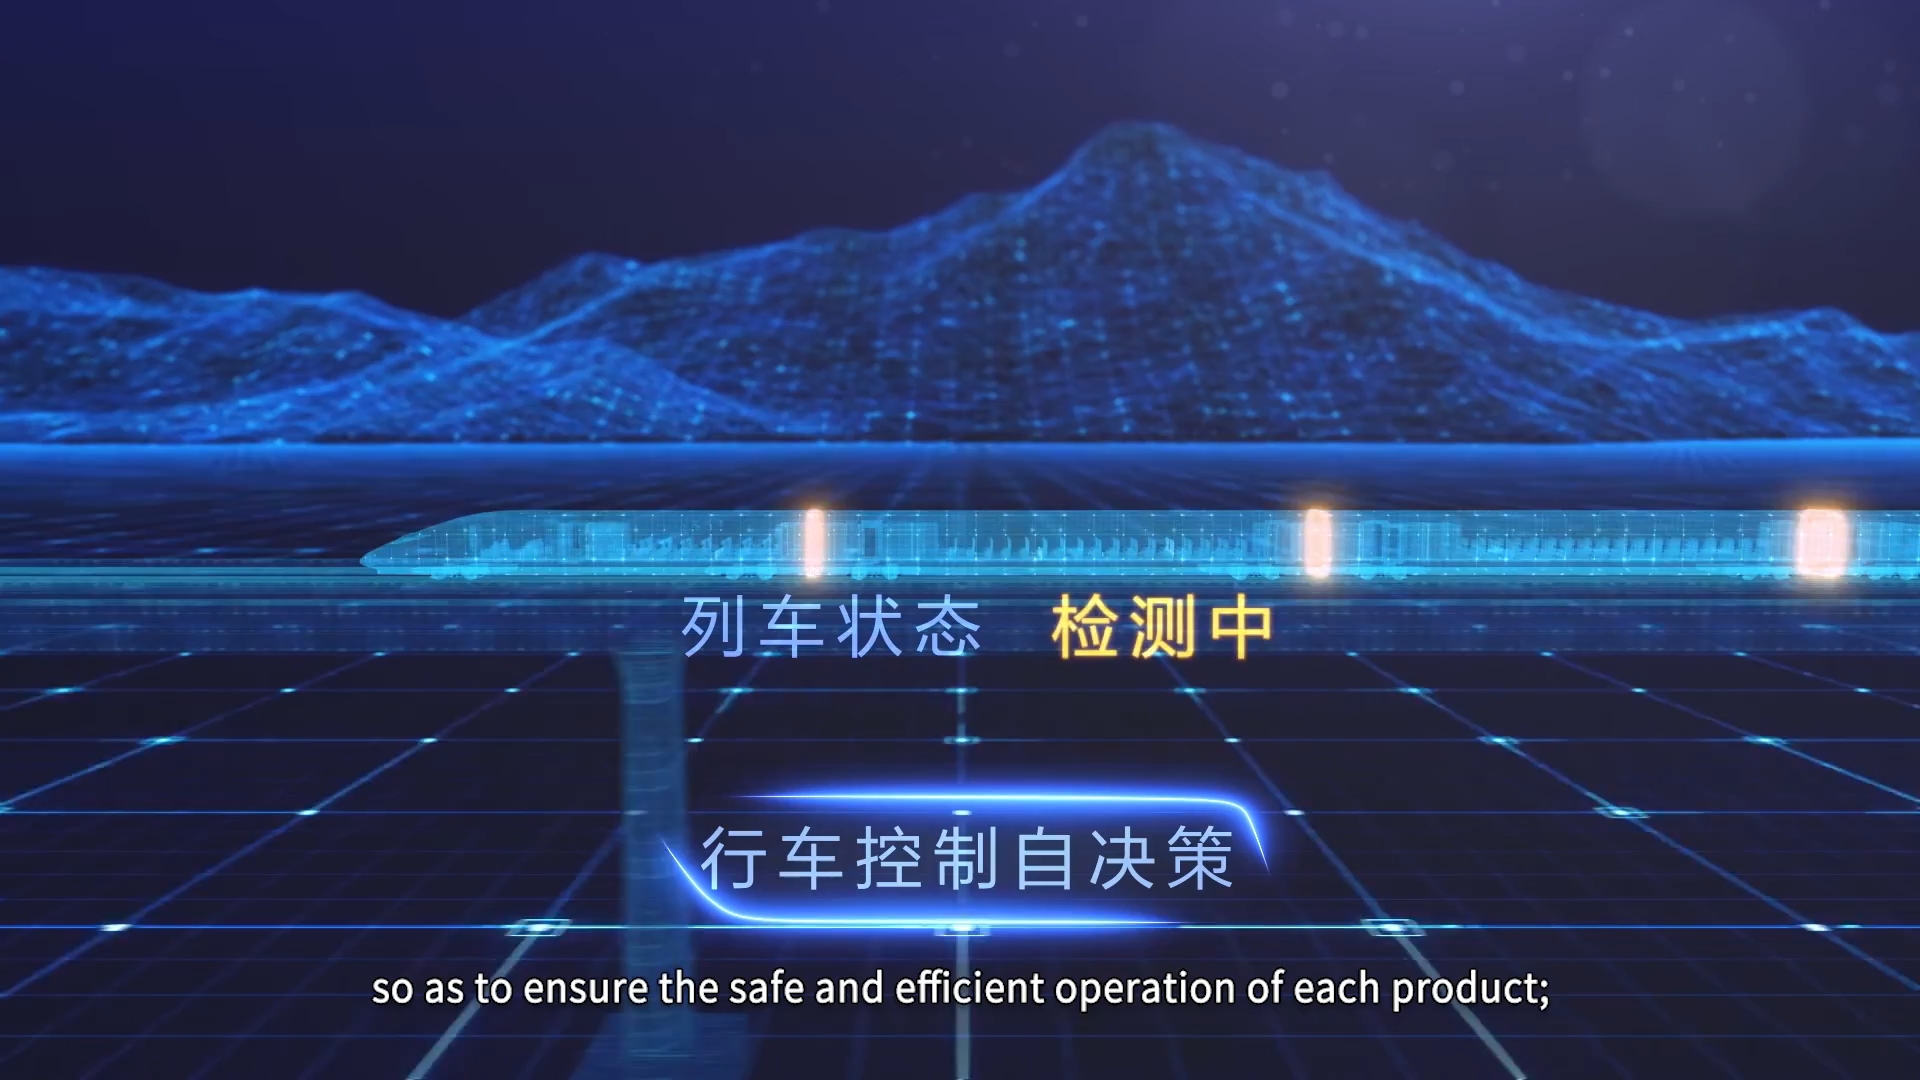 列车状态 检测中
行车控制自决策
so as to ensure the safe and efficient operation of each product;